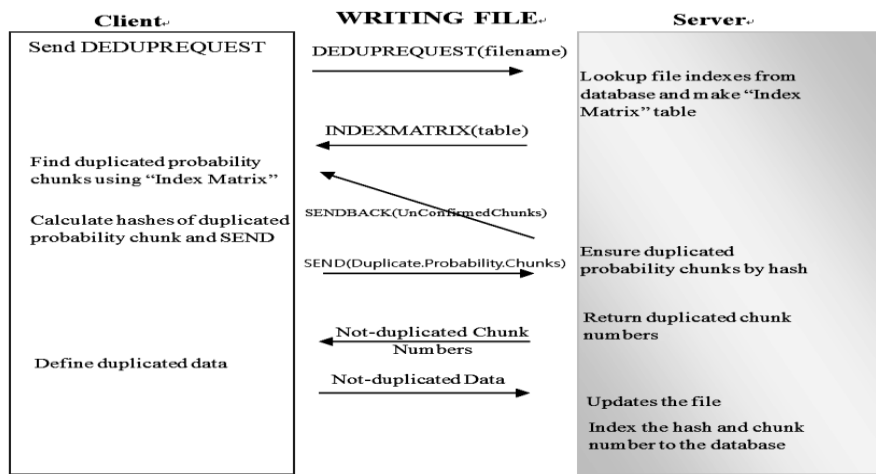 Client
WRITING FILE
Server
Send DEDUPREQUEST
DEDUPREQUEST(filename)
Lookup file indexes from
database and make “Index
Matrix” table
INDEXMATRIX(table)
Find duplicated probability
chunks using “Index Matrix”
Calculate hashes of duplicated
probability chunk and SEND
SENDBACK(UnConfirmedChunks)
Ensure duplicated
probability chunks by hash
SEND(Duplicate.Probability.Chunks)
Return duplicated chunk
numbers
Not-duplicated Chunk
Numbers
Define duplicated data
Not-duplicated Data
Updates the file
Index the hash and chunk
number to the database